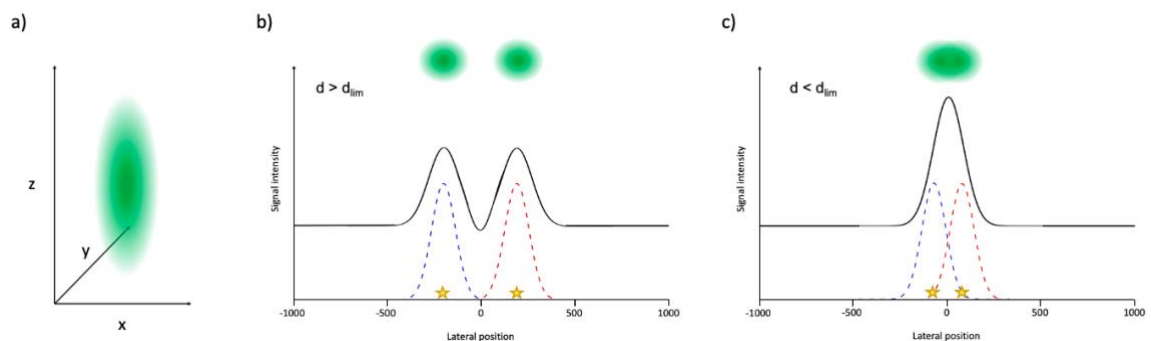 a)
z
y
x
b)
d > dlim
Signal intensity
-1000
-500
0
500
1000
Lateral position
c)
d < dlim
Signal intensity
-1000
-500
0
500
1000
Lateral position